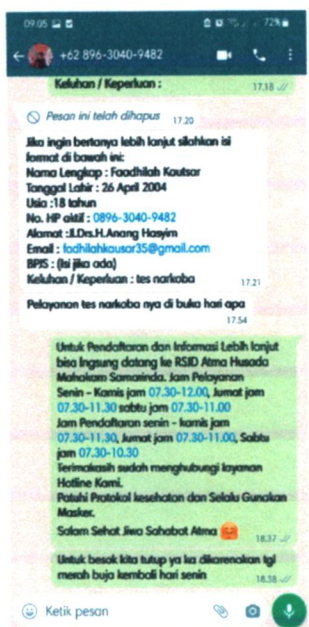 09.05
72%
+62 896-3040-9482
Keluhan / Keperluan :
17.18
Pesan ini telah dihapus 17.20
Jika ingin bertanya lebih lanjut silahkan isi
format di bawah ini:
Nama Lengkap : Faadhilah Kautsar
Tanggal Lahir : 26 April 2004
Usia :18 tahun
No. HP aktif : 0896-3040-9482
Alamat :Jl.Drs.H.Anang Hasyim
Email : fadhilahkausar35@gmail.com
BPJS : (Isi jika ada)
Keluhan / Keperluan : tes narkoba
17.21
Pelayanan tes narkoba nya di buka hari apa
17.54
Untuk Pendaftaran dan Informasi Lebih lanjut
bisa lngsung datang ke RSJD Atma Husada
Mahakam Samarinda. Jam Pelayanan
Senin - Kamis jam 07.30-12.00, Jumat jam
07.30-11.30 sabtu jam 07.30-11.00
Jam Pendaftaran senin - kamis jam
07.30-11.30, Jumat jam 07.30-11.00, Sabtu
jam 07.30-10.30
Terimakasih sudah menghubungi layanan
Hotline Kami.
Patuhi Protokol kesehatan dan Selalu Gunakan
Masker.
Salam Sehat Jiwa Sahabat Atma 🤗
18.37
Untuk besok kita tutup ya ka dikarenakan tgl
merah buja kembali hari senin
18.38
Ketik pesan